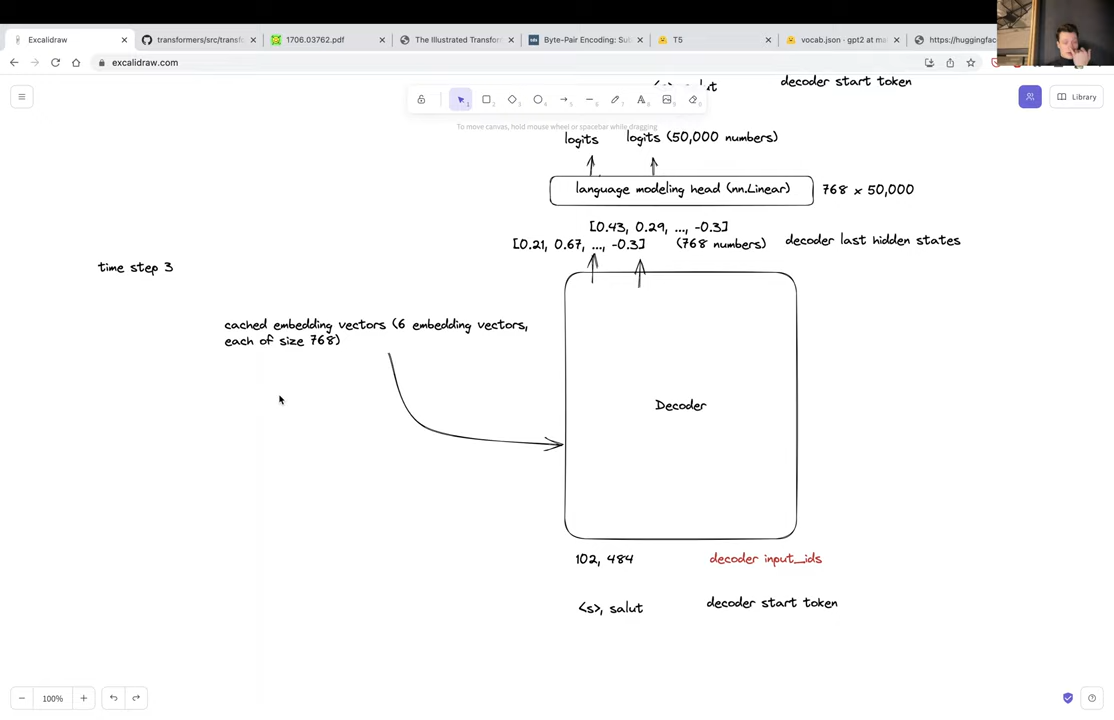 Excalidraw
transformers/src/transf
1706.03762.pdf
The Illustrated Transfor
Byte-Pair Encoding: Sub
T5
vocab.json · gpt2 at ma
https://huggingfac
excalidraw.com
decoder start token
Library
To move canvas, hold mouse wheel or spacebar while dragging
logits
logits (50,000 numbers)
language modeling head (nn.Linear)
768 x 50,000
[0.43, 0.29, ..., -0.3]
[0.21, 0.67, ..., -0.3]
(768 numbers)
decoder last hidden states
time step 3
cached embedding vectors (6 embedding vectors,
each of size 768)
Decoder
102, 484
decoder input_ids
<s>, salut
decoder start token
100%